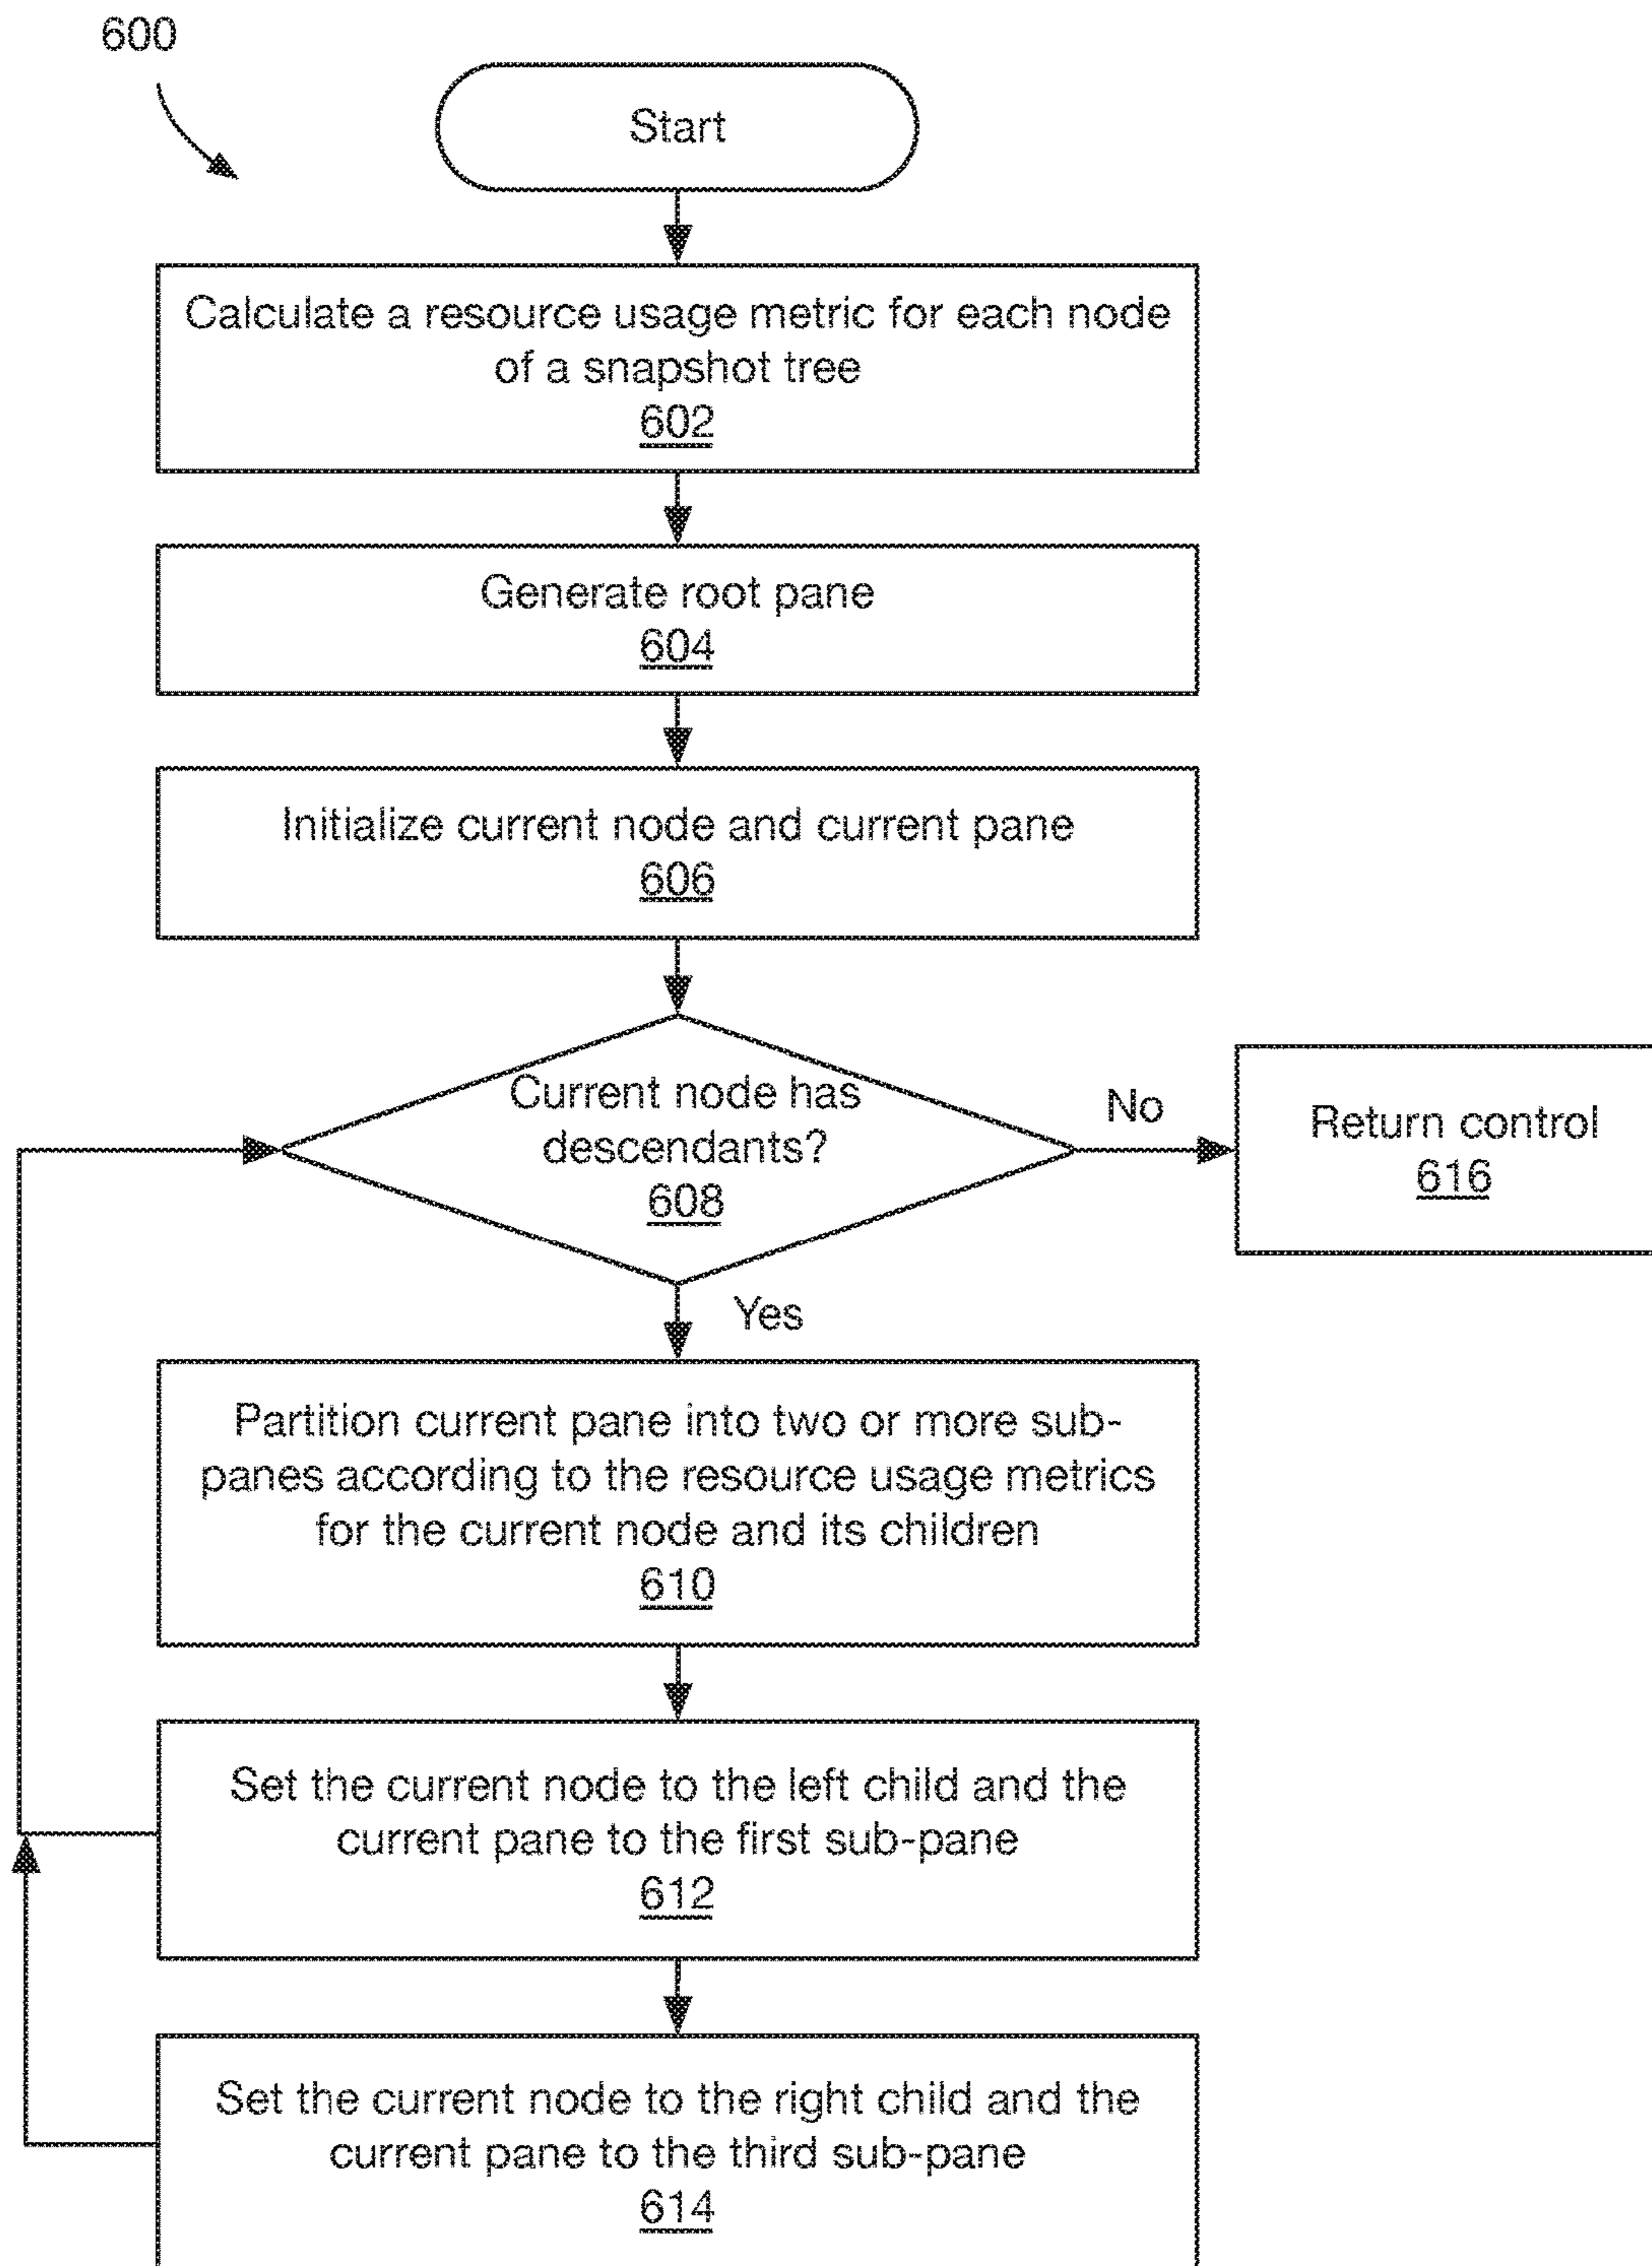 600
Start
Calculate a resource usage metric for each node
of a snapshot tree
602
Generate root pane
604
Initialize current node and current pane
606
Current node has
descendants?
608
No
Return control
616
Yes
Partition current pane into two or more sub-
panes according to the resource usage metrics
for the current node and its children
610
Set the current node to the left child and the
current pane to the first sub-pane
612
Set the current node to the right child and the
current pane to the third sub-pane
614